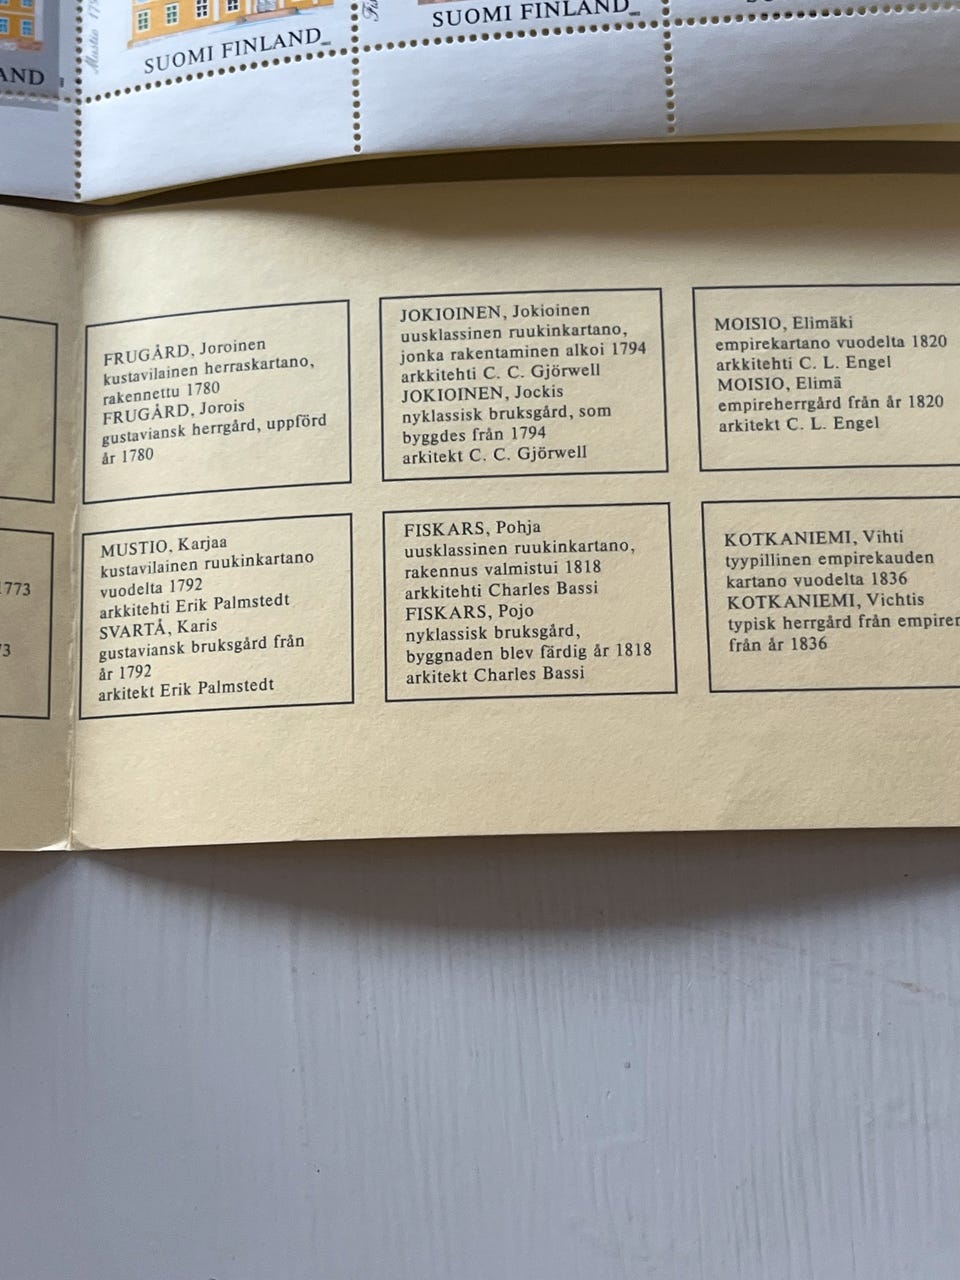 AND
Mustio
SUOMI FINLAND
SUOMI FINLAND
FRUGÅRD, Joroinen
kustavilainen herraskartano,
rakennettu 1780
FRUGÅRD, Jorois
gustaviansk herrgård, uppförd
år 1780
JOKIOINEN, Jokioinen
uusklassinen ruukinkartano,
jonka rakentaminen alkoi 1794
arkkitehti C. C. Gjörwell
JOKIOINEN, Jockis
nyklassisk bruksgård, som
byggdes från 1794
arkitekt C. C. Gjörwell
MOISIO, Elimäki
empirekartano vuodelta 1820
arkkitehti C. L. Engel
MOISIO, Elimä
empireherrgård från år 1820
arkitekt C. L. Engel
1773
3
MUSTIO, Karjaa
kustavilainen ruukinkartano
vuodelta 1792
arkkitehti Erik Palmstedt
SVARTÅ, Karis
gustaviansk bruksgård från
år 1792
arkitekt Erik Palmstedt
FISKARS, Pohja
uusklassinen ruukinkartano,
rakennus valmistui 1818
arkkitehti Charles Bassi
FISKARS, Pojo
nyklassisk bruksgård,
byggnaden blev färdig år 1818
arkitekt Charles Bassi
KOTKANIEMI, Vihti
tyypillinen empirekauden
kartano vuodelta 1836
KOTKANIEMI, Vichtis
typisk herrgård från empirer
från år 1836